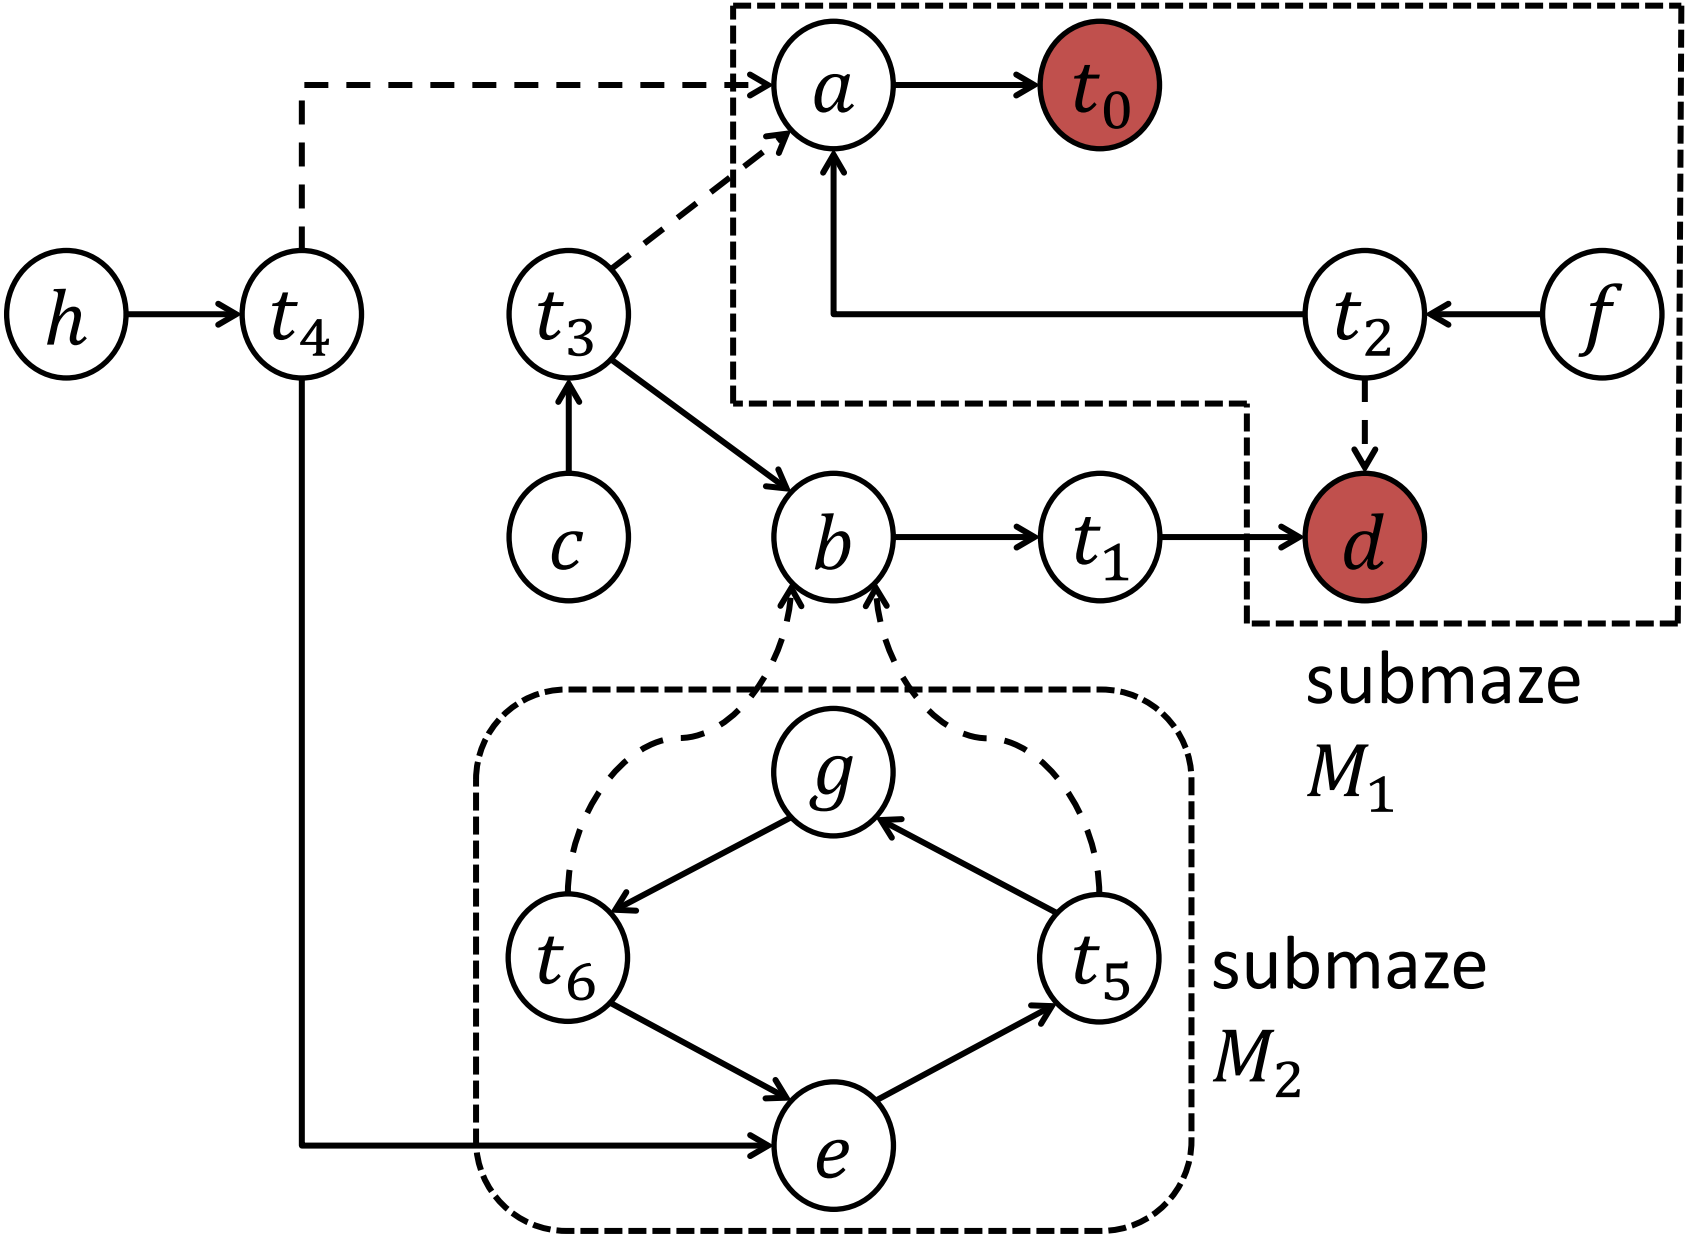 a t₀
h t₄ t₃ t₂ f
c b t₁ d
submaze
M₁
g
t₆ t₅
submaze
M₂
e